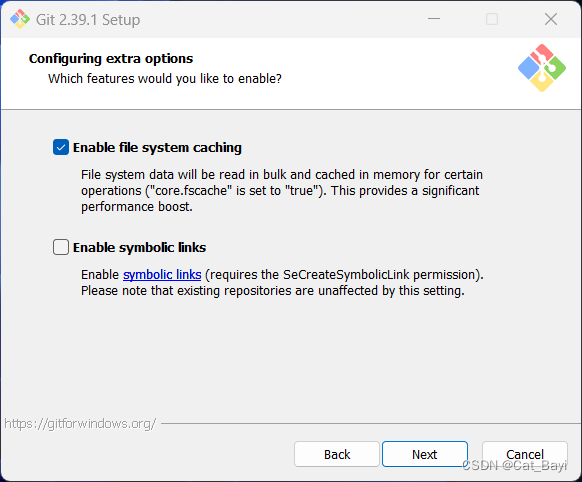 Git 2.39.1 Setup
Configuring extra options
Which features would you like to enable?
Enable file system caching
File system data will be read in bulk and cached in memory for certain
operations ("core.fscache" is set to "true"). This provides a significant
performance boost.
Enable symbolic links
Enable symbolic links (requires the SeCreateSymbolicLink permission).
Please note that existing repositories are unaffected by this setting.
https://gitforwindows.org/
Back Next Cancel
CSDN @Cat_Bayi